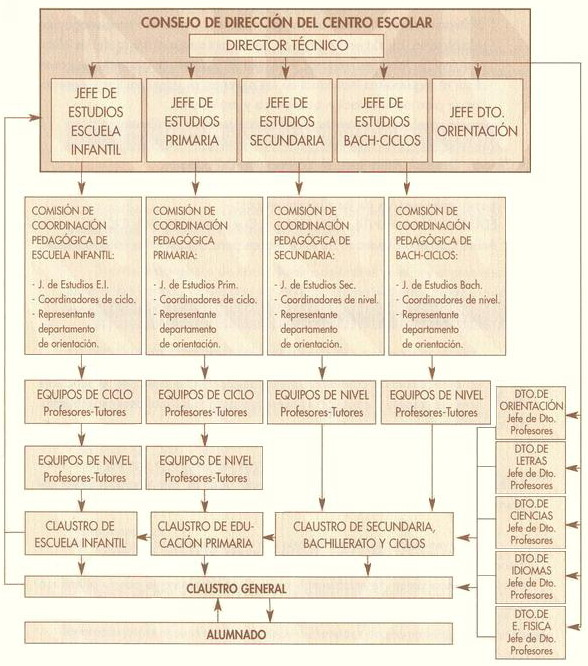 CONSEJO DE DIRECCIÓN DEL CENTRO ESCOLAR
DIRECTOR TÉCNICO
JEFE DE
ESTUDIOS
ESCUELA
INFANTIL
JEFE DE
ESTUDIOS
PRIMARIA
JEFE DE
ESTUDIOS
SECUNDARIA
JEFE DE
ESTUDIOS
BACH-CICLOS
JEFE DTO.
ORIENTACIÓN
COMISIÓN DE
COORDINACIÓN
PEDAGÓGICA DE
ESCUELA INFANTIL:
- J. de Estudios E.I.
- Coordinadores de ciclo.
- Representante
departamento
de orientación.
COMISIÓN DE
COORDINACIÓN
PEDAGÓGICA
PRIMARIA:
- J. de Estudios Prim.
- Coordinadores de ciclo.
- Representante
departamento
de orientación.
COMISIÓN DE
COORDINACIÓN
PEDAGÓGICA DE
SECUNDARIA:
- J. de Estudios Sec.
- Coordinadores de nivel.
- Representante
departamento
de orientación.
COMISIÓN DE
COORDINACIÓN
PEDAGÓGICA DE
BACH-CICLOS:
- J. de Estudios Bach.
- Coordinadores de nivel.
- Representante
departamento
de orientación.
EQUIPOS DE CICLO
Profesores-Tutores
EQUIPOS DE CICLO
Profesores-Tutores
EQUIPOS DE NIVEL
Profesores-Tutores
EQUIPOS DE NIVEL
Profesores-Tutores
EQUIPOS DE NIVEL
Profesores-Tutores
EQUIPOS DE NIVEL
Profesores-Tutores
DTO.DE
ORIENTACIÓN
Jefe de Dto.
Profesores
DTO.DE
LETRAS
Jefe de Dto.
Profesores
DTO.DE
CIENCIAS
Jefe de Dto.
Profesores
DTO.DE
IDIOMAS
Jefe de Dto.
Profesores
DTO.DE
E. FISICA
Jefe de Dto.
Profesores
CLAUSTRO DE
ESCUELA INFANTIL
CLAUSTRO DE EDU-
CACIÓN PRIMARIA
CLAUSTRO DE SECUNDARIA,
BACHILLERATO Y CICLOS
CLAUSTRO GENERAL
ALUMNADO